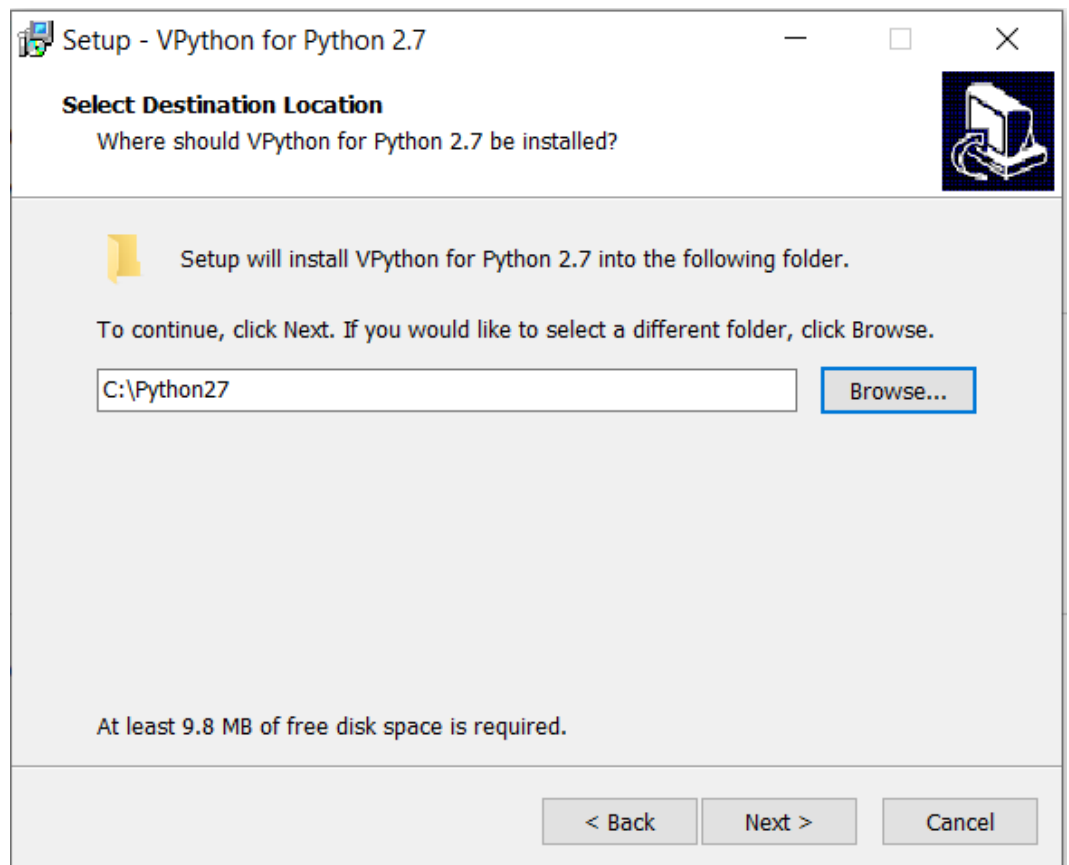 Setup - VPython for Python 2.7
Select Destination Location
Where should VPython for Python 2.7 be installed?
Setup will install VPython for Python 2.7 into the following folder.
To continue, click Next. If you would like to select a different folder, click Browse.
C:\Python27
Browse...
At least 9.8 MB of free disk space is required.
< Back
Next >
Cancel